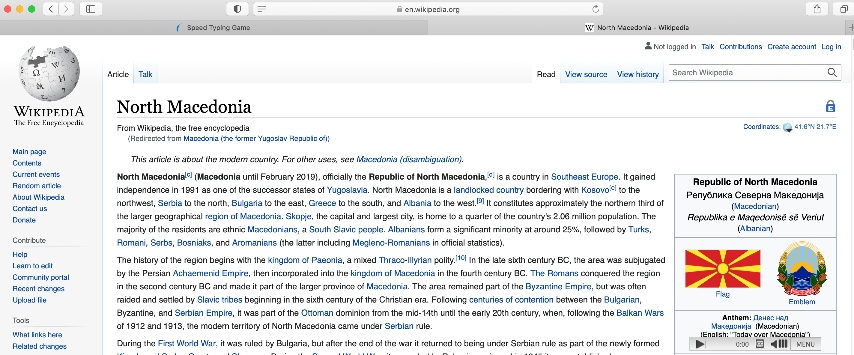 en.wikipedia.org
Speed Typing Game
W North Macedonia - Wikipedia
Not logged in Talk Contributions Create account Log in
Article Talk
Read View source View history
Search Wikipedia
WIKIPEDIA
The Free Encyclopedia
Main page
Contents
Current events
Random article
About Wikipedia
Contact us
Donate
Contribute
Help
Learn to edit
Community portal
Recent changes
Upload file
Tools
What links here
Related changes
North Macedonia
From Wikipedia, the free encyclopedia
(Redirected from Macedonia (the former Yugoslav Republic of))
Coordinates: 41.6°N 21.7°E
This article is about the modern country. For other uses, see Macedonia (disambiguation).
North Macedonia[c] (Macedonia until February 2019), officially the Republic of North Macedonia,[d] is a country in Southeast Europe. It gained
independence in 1991 as one of the successor states of Yugoslavia. North Macedonia is a landlocked country bordering with Kosovo[e] to the
northwest, Serbia to the north, Bulgaria to the east, Greece to the south, and Albania to the west.[9] It constitutes approximately the northern third of
the larger geographical region of Macedonia. Skopje, the capital and largest city, is home to a quarter of the country's 2.06 million population. The
majority of the residents are ethnic Macedonians, a South Slavic people. Albanians form a significant minority at around 25%, followed by Turks,
Romani, Serbs, Bosniaks, and Aromanians (the latter including Megleno-Romanians in official statistics).
The history of the region begins with the kingdom of Paeonia, a mixed Thraco-Illyrian polity.[10] In the late sixth century BC, the area was subjugated
by the Persian Achaemenid Empire, then incorporated into the kingdom of Macedonia in the fourth century BC. The Romans conquered the region
in the second century BC and made it part of the larger province of Macedonia. The area remained part of the Byzantine Empire, but was often
raided and settled by Slavic tribes beginning in the sixth century of the Christian era. Following centuries of contention between the Bulgarian,
Byzantine, and Serbian Empire, it was part of the Ottoman dominion from the mid-14th until the early 20th century, when, following the Balkan Wars
of 1912 and 1913, the modern territory of North Macedonia came under Serbian rule.
During the First World War, it was ruled by Bulgaria, but after the end of the war it returned to being under Serbian rule as part of the newly formed
Republic of North Macedonia
Република Северна Македонија
(Macedonian)
Republika e Maqedonisë së Veriut
(Albanian)
Flag
Emblem
Anthem: Денес над
Македонија (Macedonian)
(English: "Today over Macedonia")
0:00 MENU